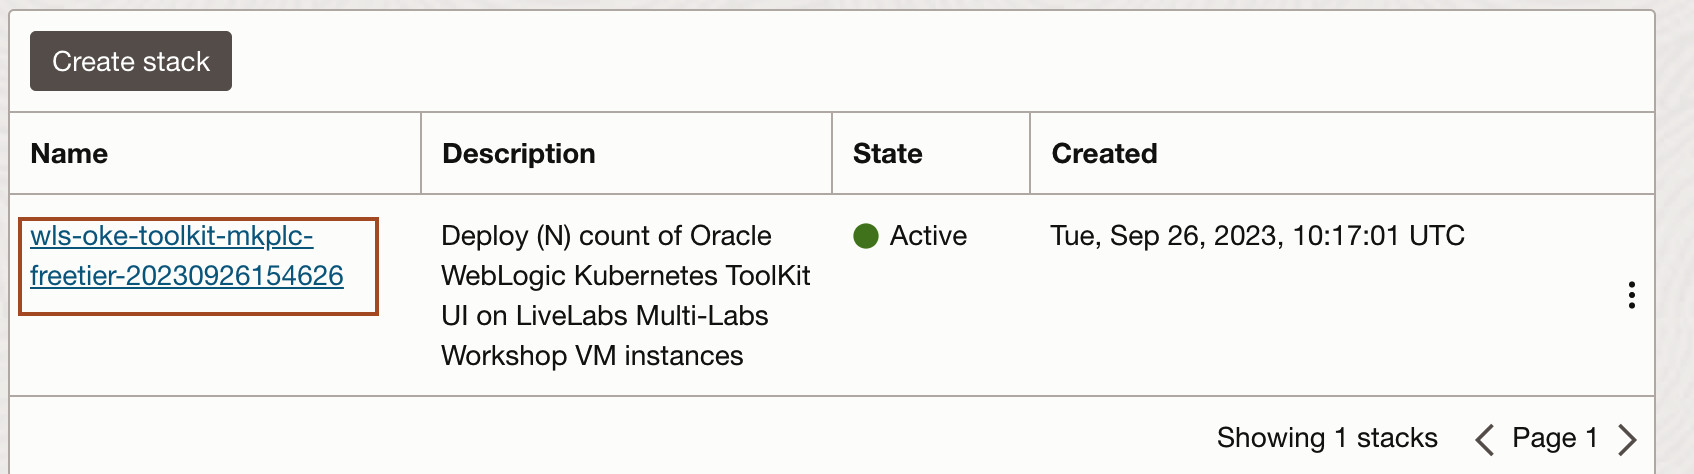 Create stack
Name Description State Created
wls-oke-toolkit-mkplc-
freetier-20230926154626
Deploy (N) count of Oracle
WebLogic Kubernetes ToolKit
UI on LiveLabs Multi-Labs
Workshop VM instances
Active
Tue, Sep 26, 2023, 10:17:01 UTC
Showing 1 stacks
Page 1